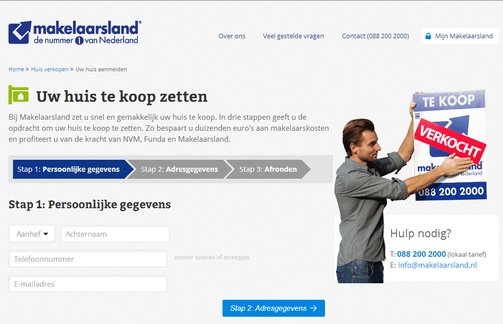 makelaarsland®
de nummer 1 van Nederland
Over ons
Veel gestelde vragen
Contact (088 200 2000)
Mijn Makelaarsland
Home » Huis verkopen » Uw huis aanmelden
Uw huis te koop zetten
Bij Makelaarsland zet u snel en gemakkelijk uw huis te koop. In drie stappen geeft u de
opdracht om uw huis te koop te zetten. Zo bespaart u duizenden euro's aan makelaarskosten
en profiteert u van de kracht van NVM, Funda en Makelaarsland.
Stap 1: Persoonlijke gegevens
Stap 2: Adresgegevens
Stap 3: Afronden
TE KOOP
VERKOCHT
makelaarsland
088 200 2000
Stap 1: Persoonlijke gegevens
Aanhef
Achternaam
Telefoonnummer
zonder spaties of streepjes
E-mailadres
Stap 2: Adresgegevens
Hulp nodig?
T: 088 200 2000 (lokaal tarief)
E: info@makelaarsland.nl